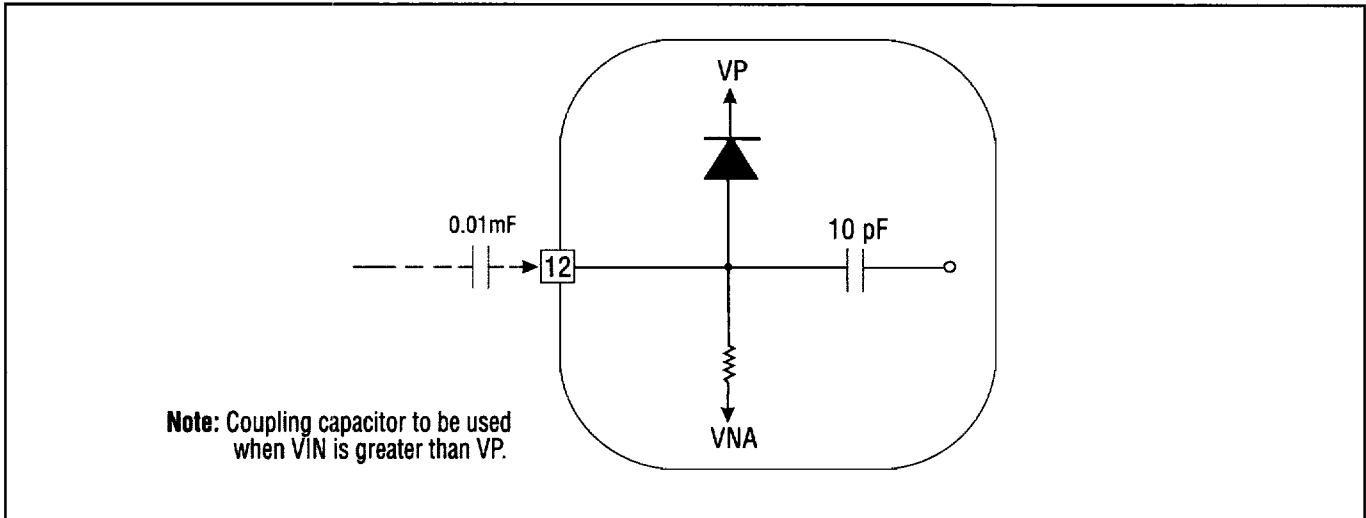 VP
0.01mF
12
10 pF
VNA
Note: Coupling capacitor to be used
when VIN is greater than VP.